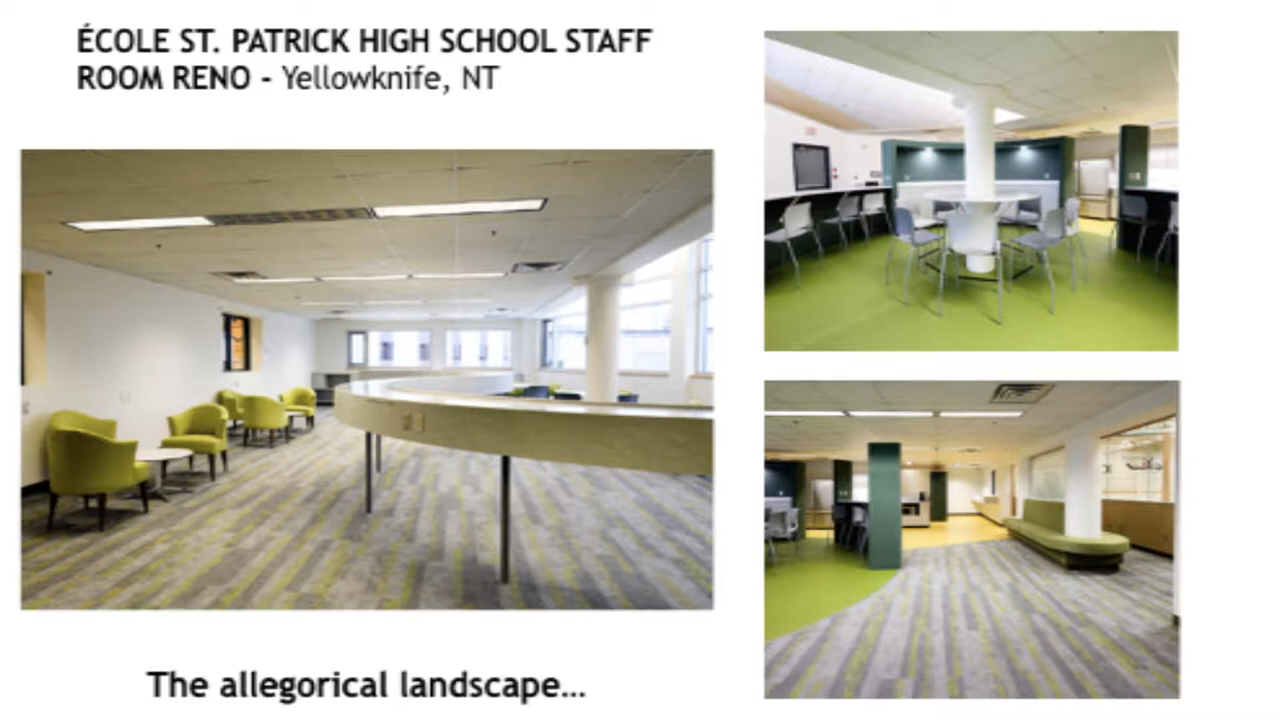 ÉCOLE ST. PATRICK HIGH SCHOOL STAFF
ROOM RENO - Yellowknife, NT
The allegorical landscape...